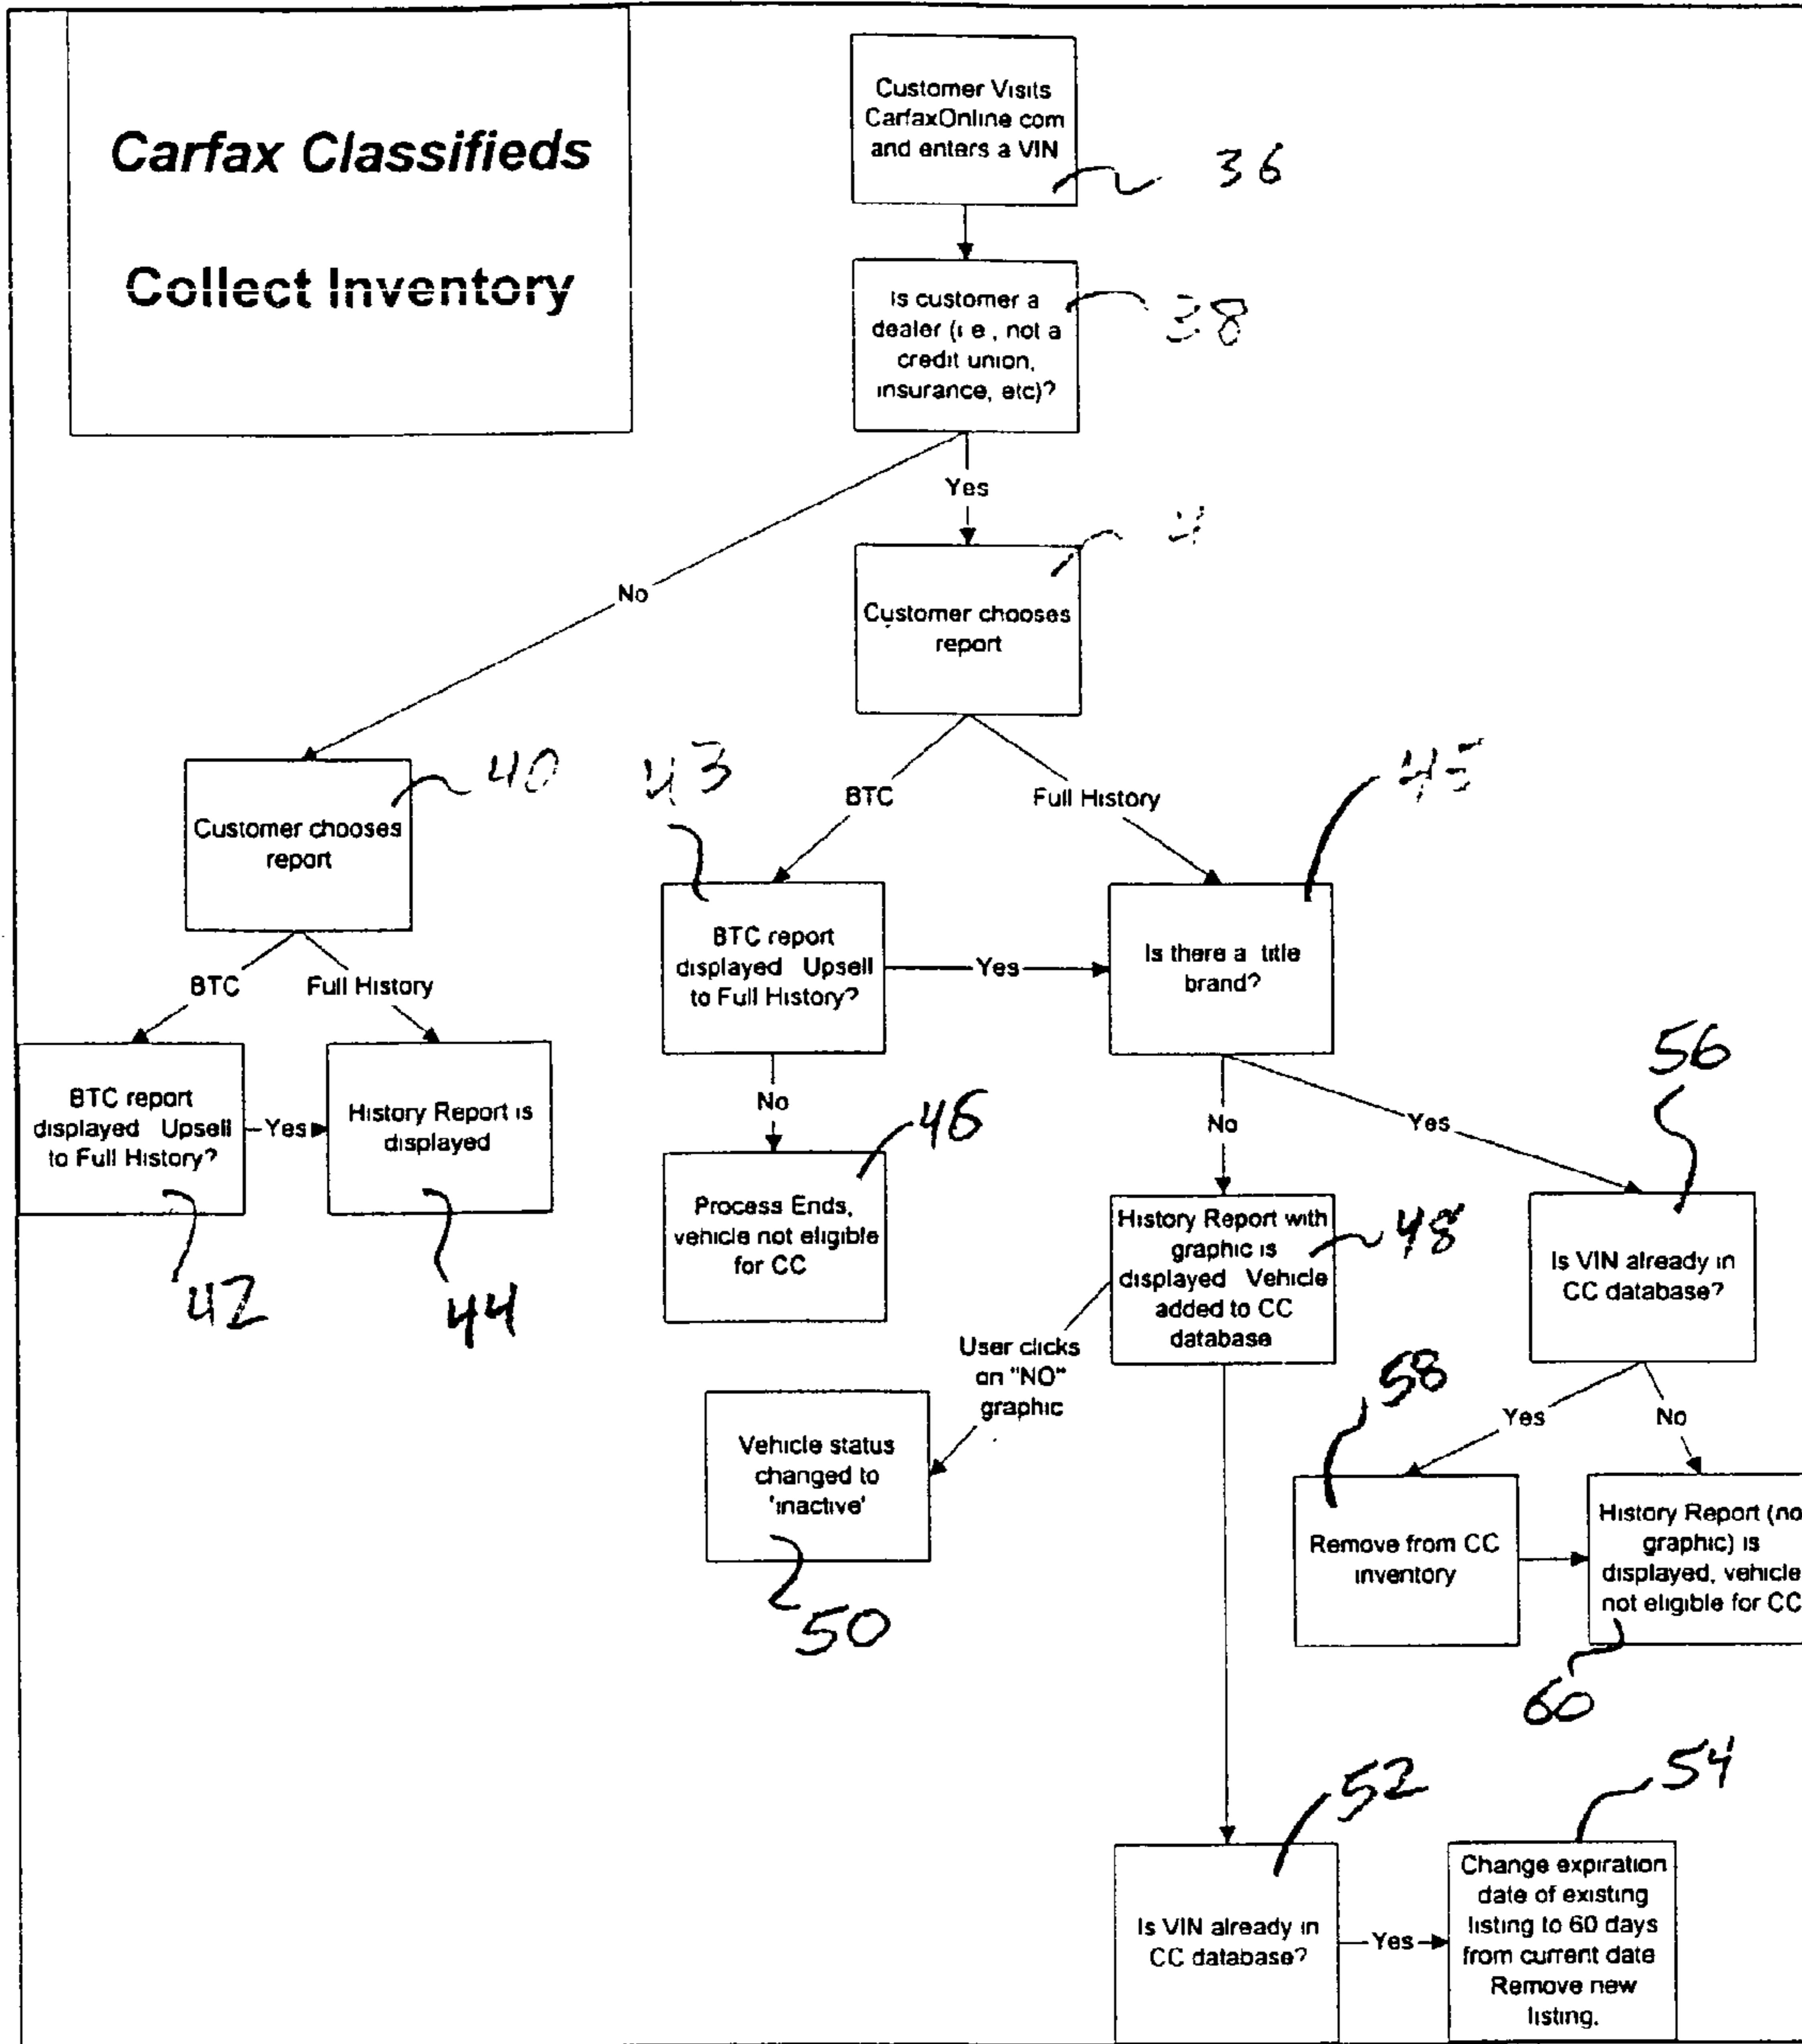 Carfax Classifieds
Collect Inventory
Customer Visits
CarfaxOnline com
and enters a VIN
36
Is customer a
dealer (i e , not a
credit union,
insurance, etc)?
38
Yes
No
Customer chooses
report
40
43
BTC
Full History
45
Customer chooses
report
BTC
Full History
BTC report
displayed Upsell
to Full History?
Yes
Is there a title
brand?
56
BTC report
displayed Upsell
to Full History?
Yes
History Report is
displayed
No
46
No
Yes
42
44
Process Ends,
vehicle not eligible
for CC
History Report with
graphic is
displayed Vehicle
added to CC
database
48
Is VIN already in
CC database?
User clicks
on "NO"
graphic
58
Yes
No
Vehicle status
changed to
'inactive'
50
Remove from CC
inventory
History Report (no
graphic) is
displayed, vehicle
not eligible for CC
60
52
54
Is VIN already in
CC database?
Yes
Change expiration
date of existing
listing to 60 days
from current date
Remove new
listing.